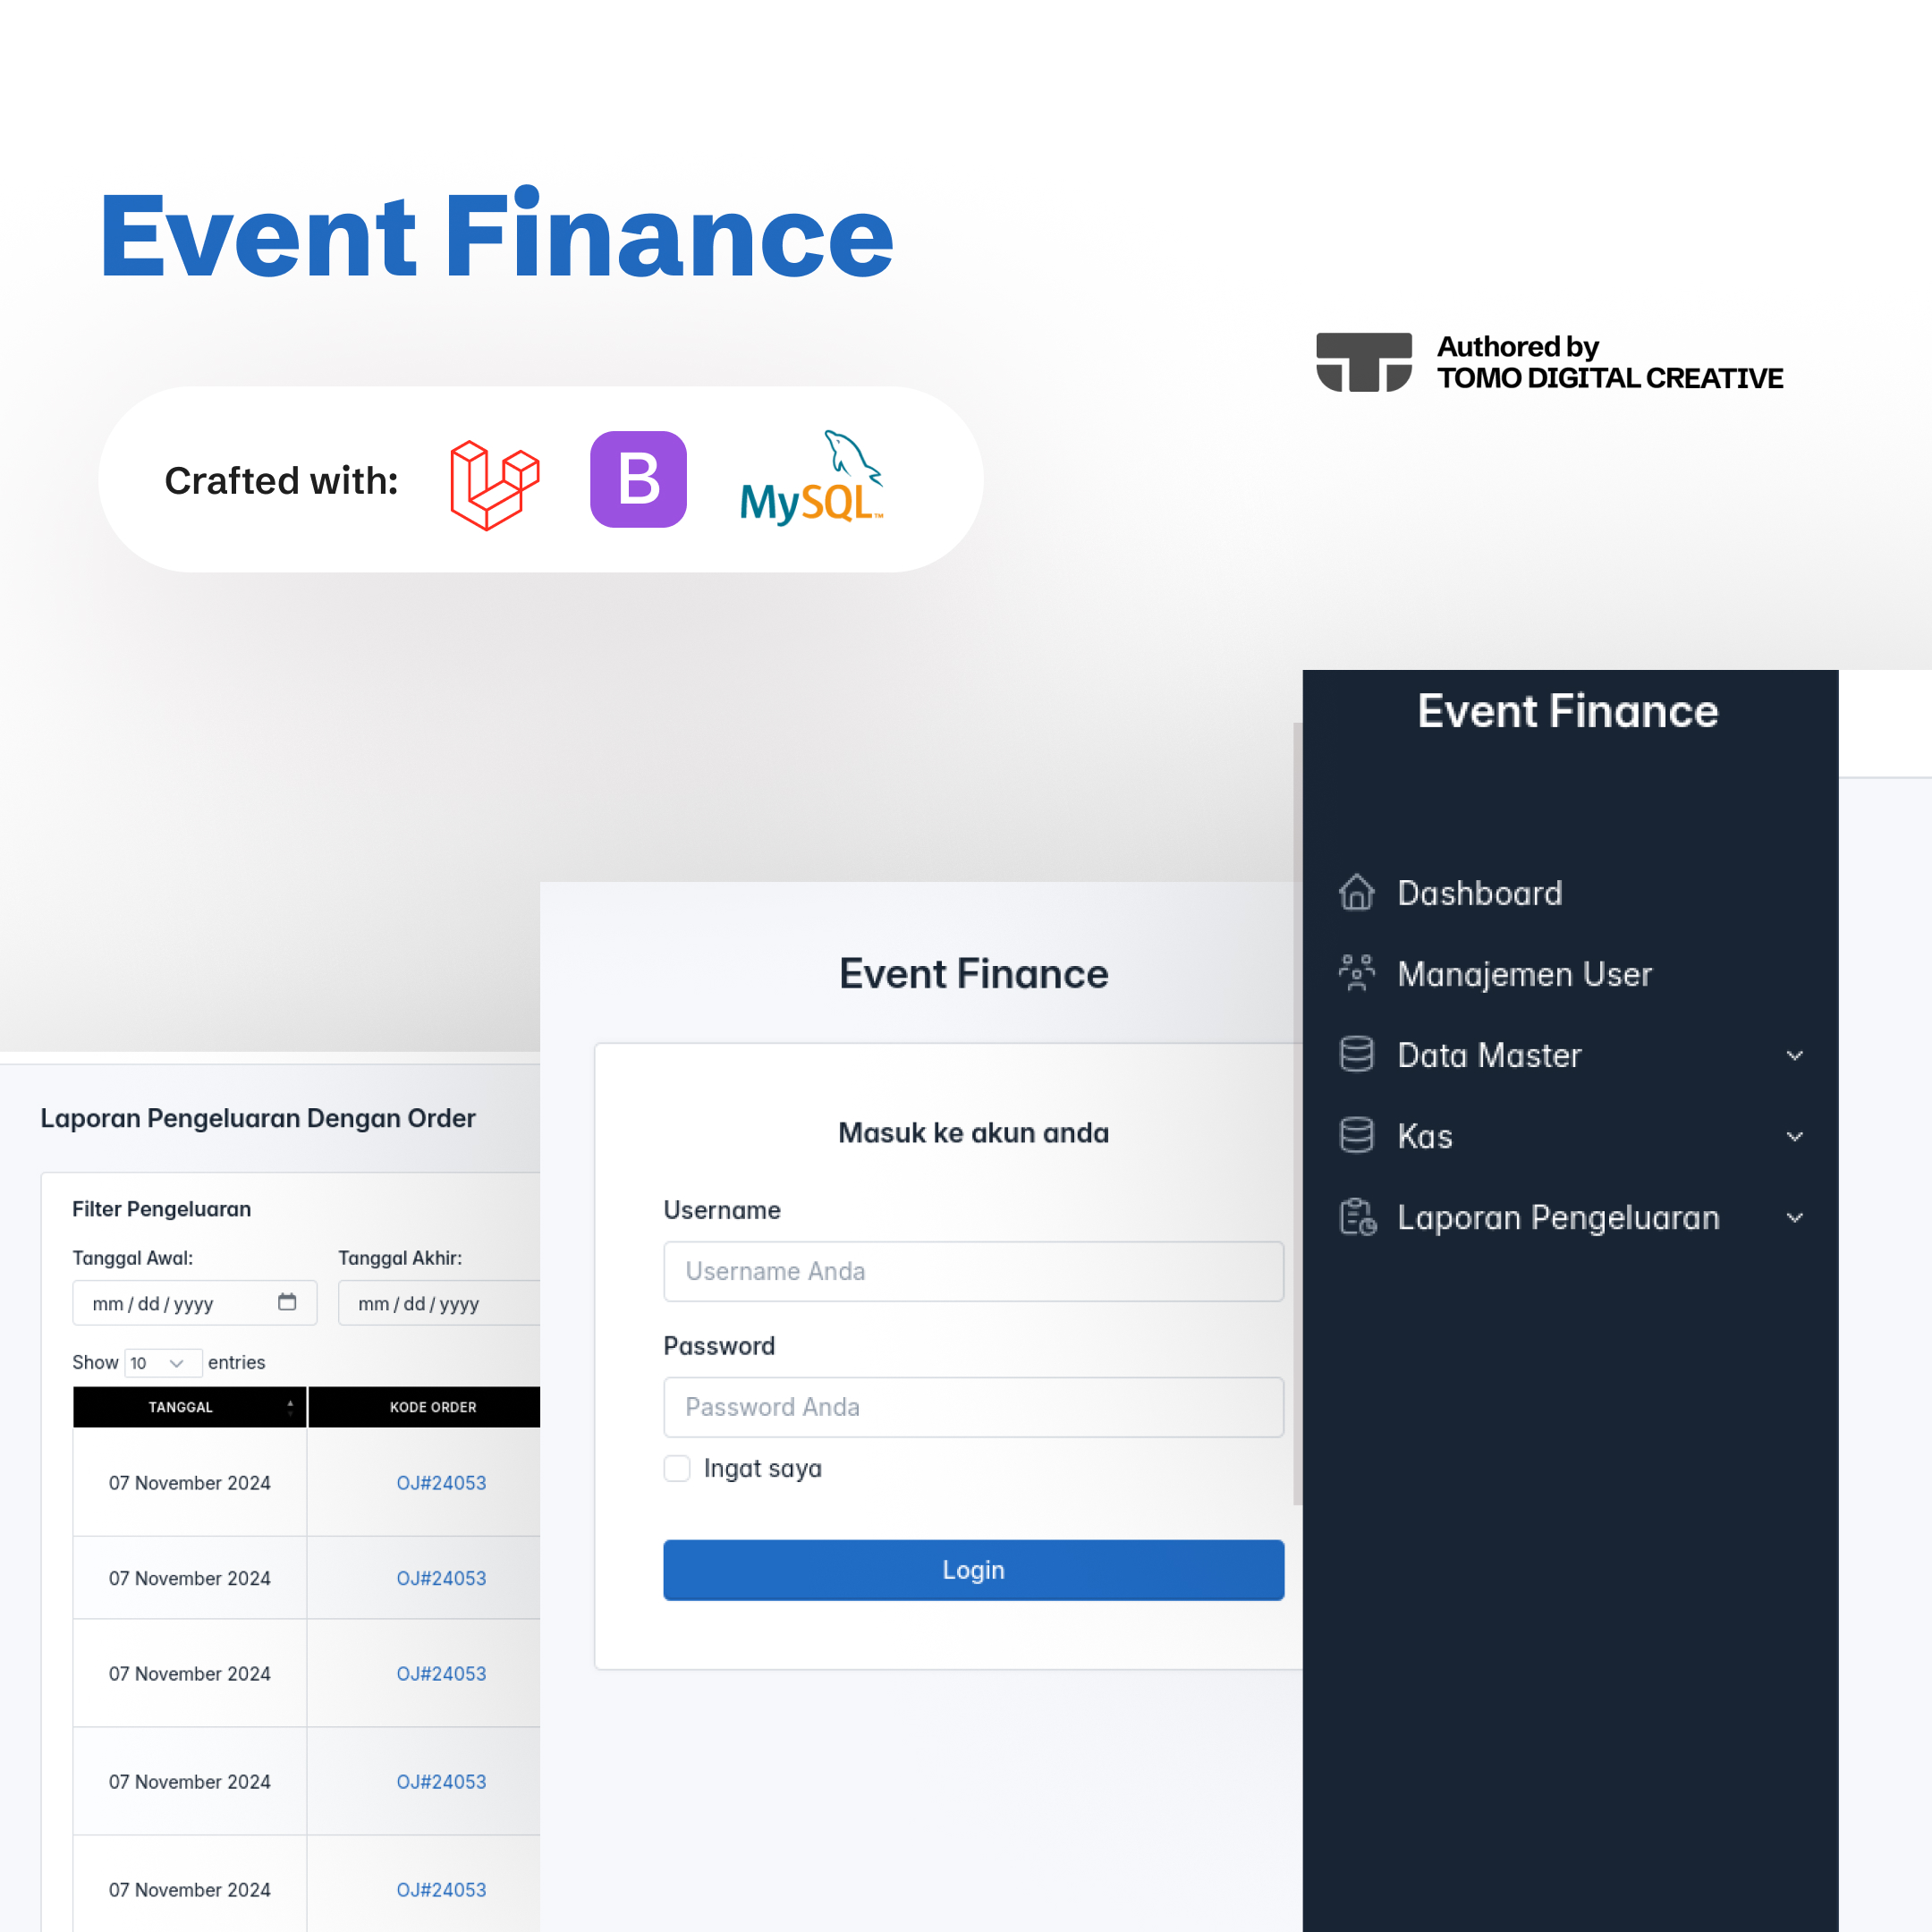 Event Finance
Authored by
TOMO DIGITAL CREATIVE
Crafted with:
B
MySQL™
Event Finance
Dashboard
Manajemen User
Data Master
Kas
Laporan Pengeluaran
Event Finance
Masuk ke akun anda
Username
Username Anda
Password
Password Anda
Ingat saya
Login
Laporan Pengeluaran Dengan Order
Filter Pengeluaran
Tanggal Awal: Tanggal Akhir:
mm/dd/yyyy mm/dd/yyyy
Show 10 entries
TANGGAL KODE ORDER
07 November 2024 OJ#24053
07 November 2024 OJ#24053
07 November 2024 OJ#24053
07 November 2024 OJ#24053
07 November 2024 OJ#24053